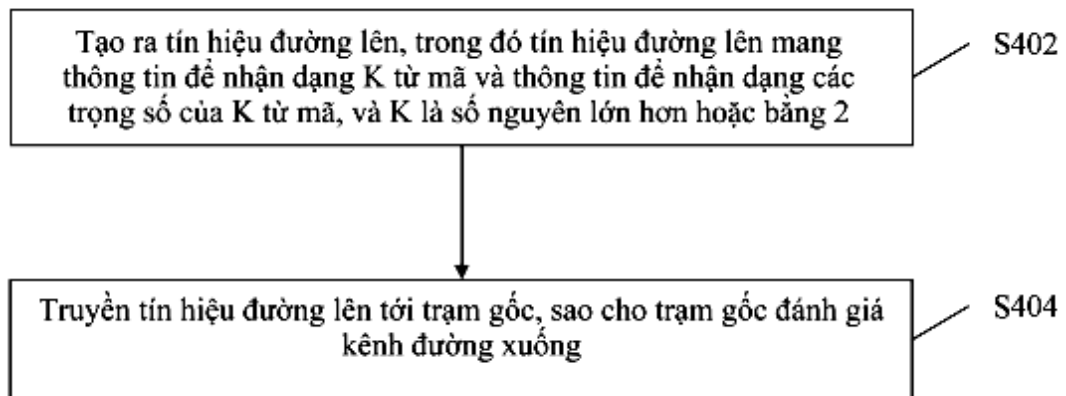 Tạo ra tín hiệu đường lên, trong đó tín hiệu đường lên mang
thông tin để nhận dạng K từ mã và thông tin để nhận dạng các
trọng số của K từ mã, và K là số nguyên lớn hơn hoặc bằng 2
S402
Truyền tín hiệu đường lên tới trạm gốc, sao cho trạm gốc đánh giá
kênh đường xuống
S404